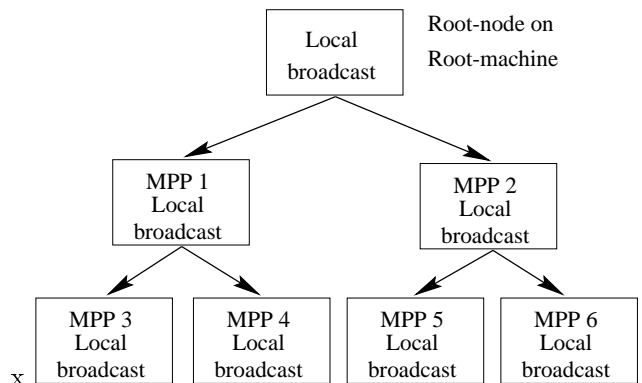 Local
broadcast
Root-node on
Root-machine
MPP 1
Local
broadcast
MPP 2
Local
broadcast
MPP 3
Local
broadcast
MPP 4
Local
broadcast
MPP 5
Local
broadcast
MPP 6
Local
broadcast
x